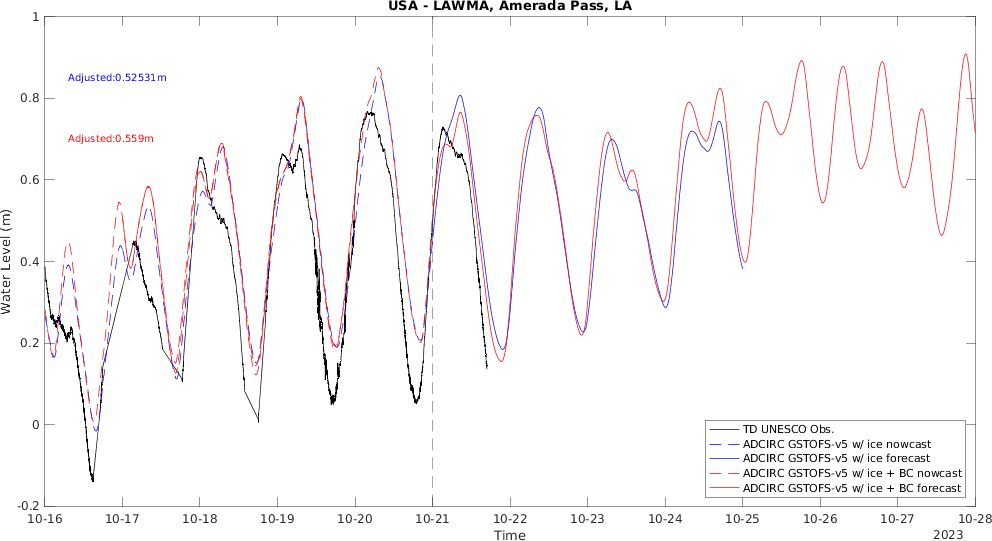 USA - LAWMA, Amerada Pass, LA
1
0.8
0.6
0.4
0.2
0
-0.2
Water Level (m)
Adjusted:0.52531m
Adjusted:0.559m
TD UNESCO Obs.
ADCIRC GSTOFS-v5 w/ ice nowcast
ADCIRC GSTOFS-v5 w/ ice forecast
ADCIRC GSTOFS-v5 w/ ice + BC nowcast
ADCIRC GSTOFS-v5 w/ ice + BC forecast
10-16 10-17 10-18 10-19 10-20 10-21 10-22 10-23 10-24 10-25 10-26 10-27 10-28
Time
2023